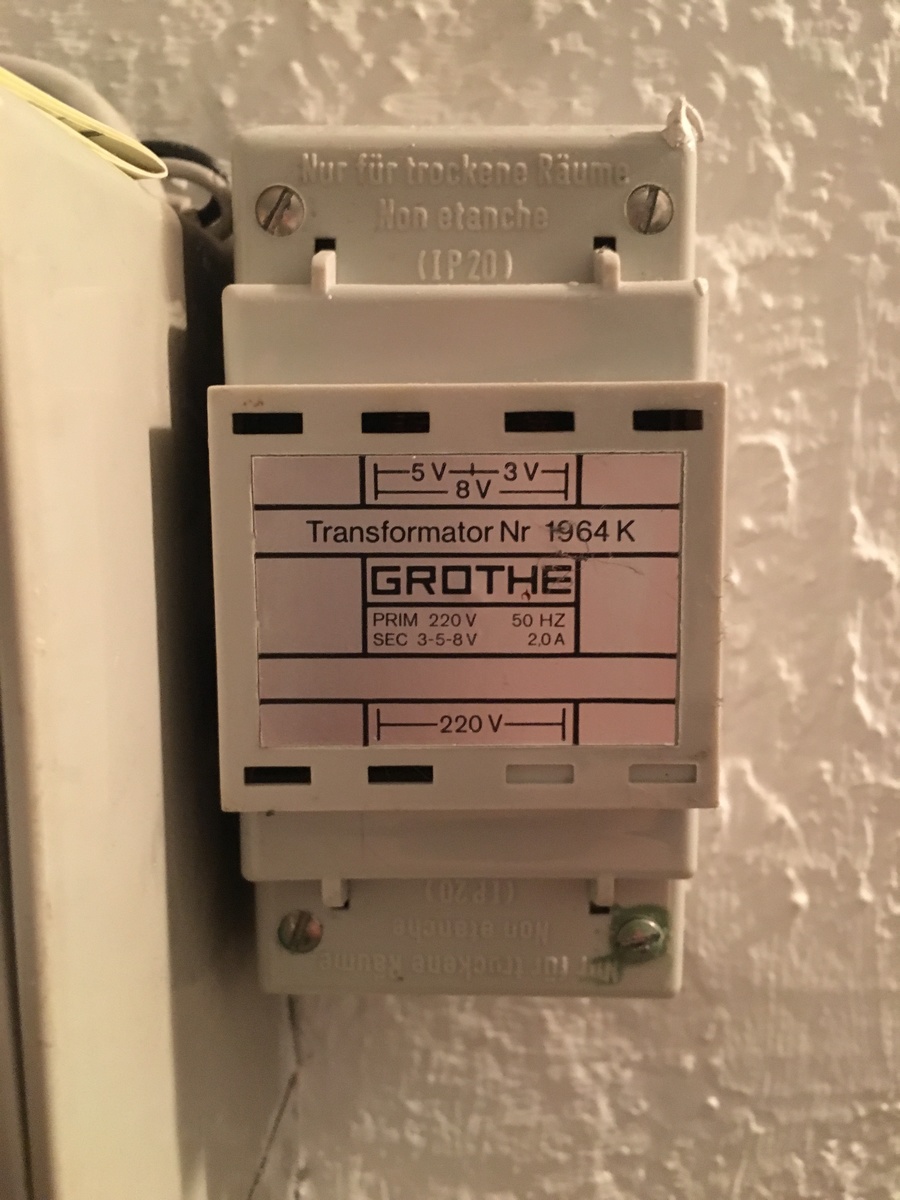 Nur für trockene Räume
Non etanche
(IP20)
5 V 3 V
8 V
Transformator Nr 1964 K
GROTHE
PRIM 220 V 50 HZ
SEC 3-5-8 V 2,0 A
220 V
(IP20)
Non etanche
Nur für trockene Räume